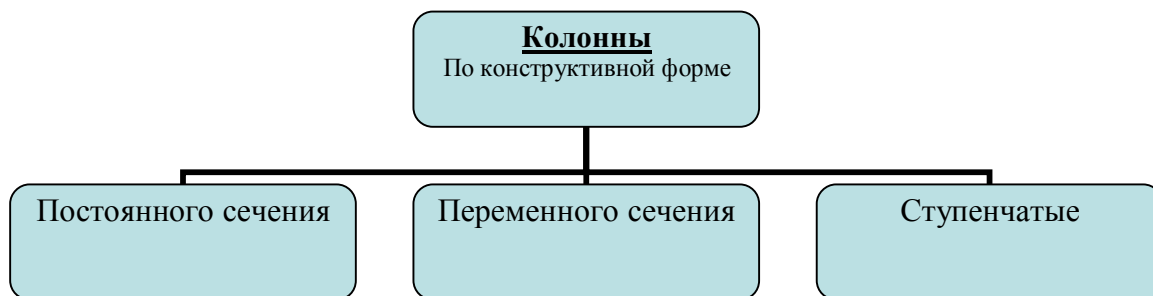 Колонны
По конструктивной форме
Постоянного сечения
Переменного сечения
Ступенчатые